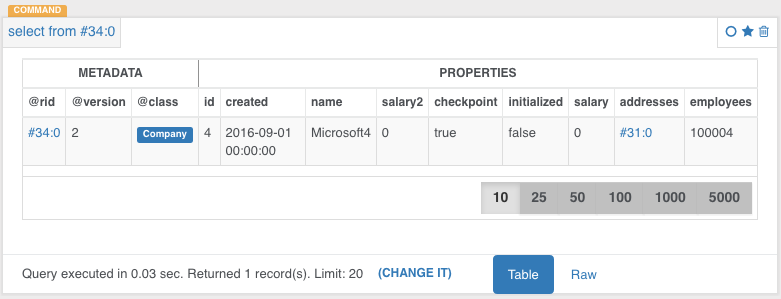 COMMAND
select from #34:0
METADATA PROPERTIES
@rid @version @class id created name salary2 checkpoint initialized salary addresses employees
#34:0 2 Company 4 2016-09-01 Microsoft4 0 true false 0 #31:0 100004
00:00:00
10 25 50 100 1000 5000
Query executed in 0.03 sec. Returned 1 record(s). Limit: 20 (CHANGE IT) Table Raw